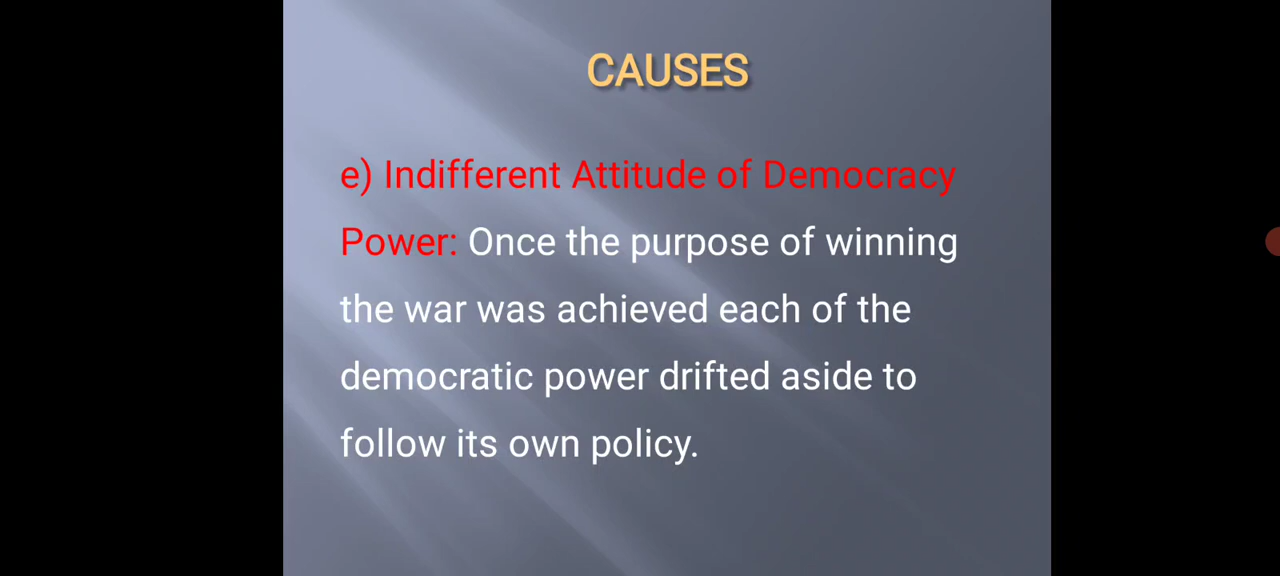 CAUSES
e) Indifferent Attitude of Democracy
Power: Once the purpose of winning
the war was achieved each of the
democratic power drifted aside to
follow its own policy.